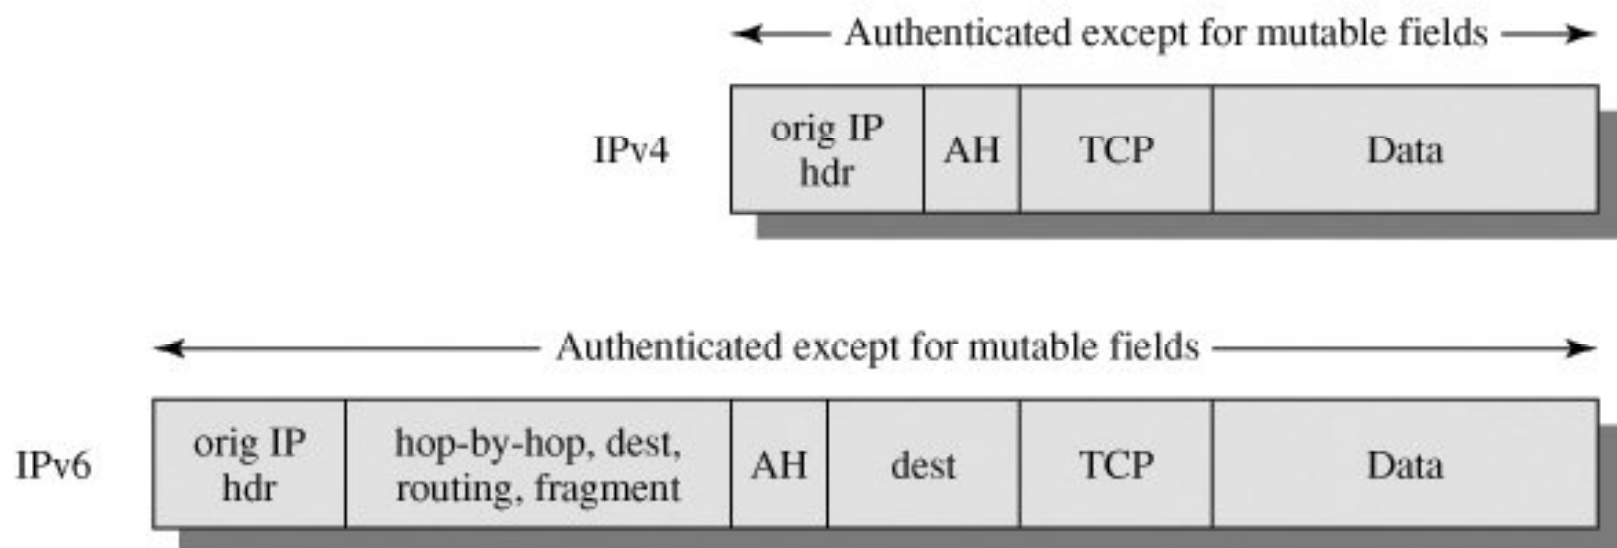 Authenticated except for mutable fields
IPv4
orig IP
hdr
AH
TCP
Data
Authenticated except for mutable fields
IPv6
orig IP
hdr
hop-by-hop, dest,
routing, fragment
AH
dest
TCP
Data